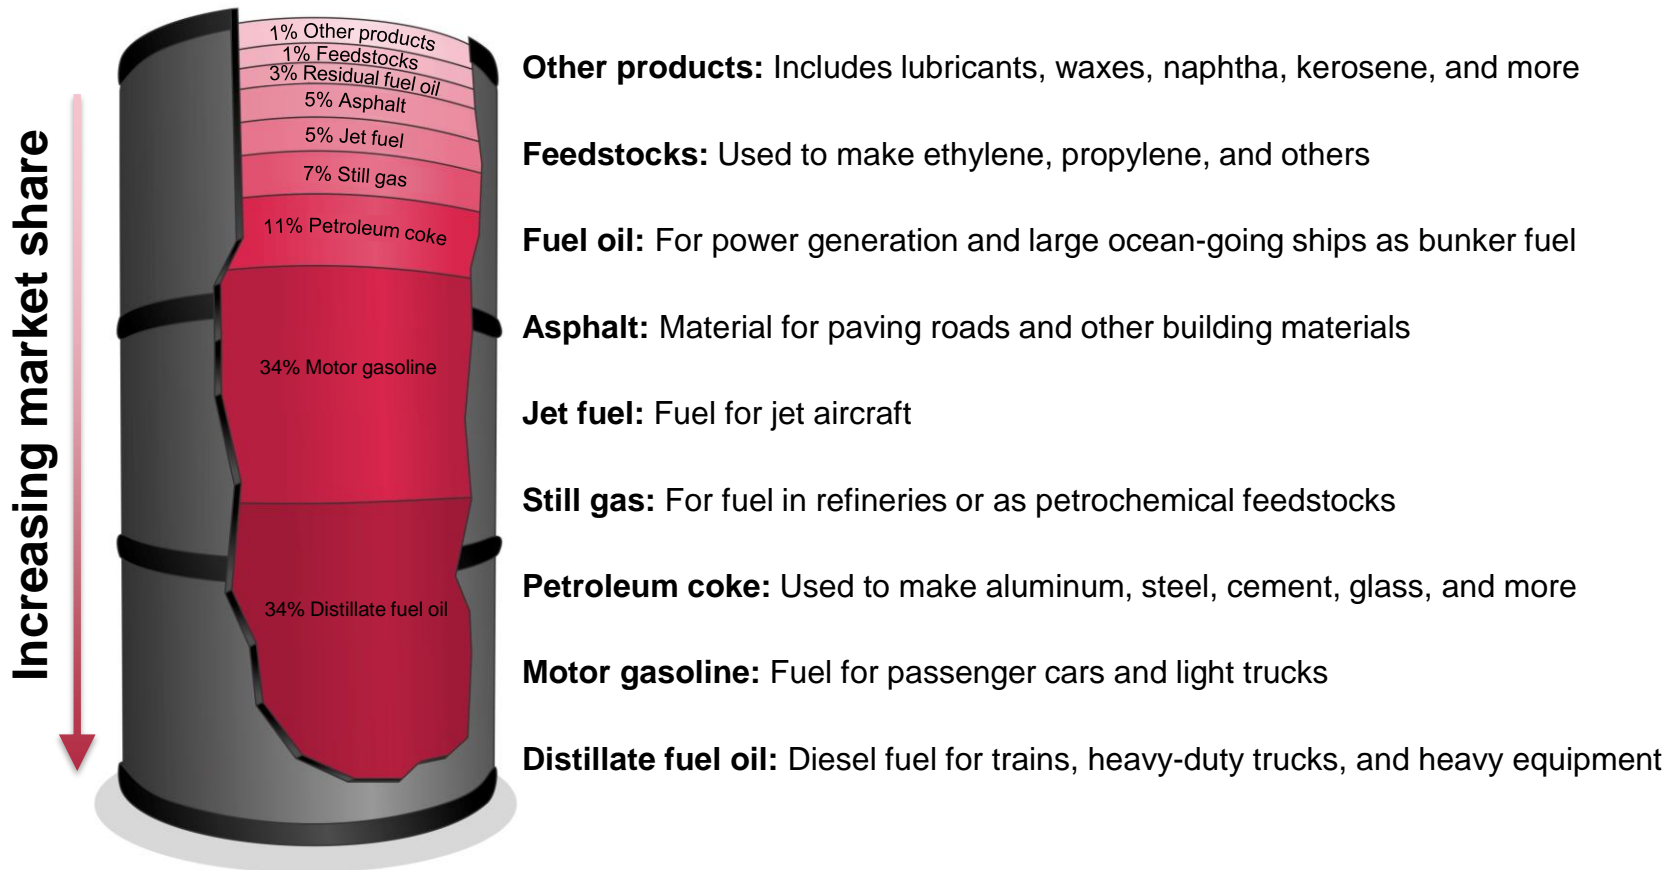 Increasing market share
1% Other products
1% Feedstocks
3% Residual fuel oil
5% Asphalt
5% Jet fuel
7% Still gas
11% Petroleum coke
34% Motor gasoline
34% Distillate fuel oil
Other products: Includes lubricants, waxes, naphtha, kerosene, and more
Feedstocks: Used to make ethylene, propylene, and others
Fuel oil: For power generation and large ocean-going ships as bunker fuel
Asphalt: Material for paving roads and other building materials
Jet fuel: Fuel for jet aircraft
Still gas: For fuel in refineries or as petrochemical feedstocks
Petroleum coke: Used to make aluminum, steel, cement, glass, and more
Motor gasoline: Fuel for passenger cars and light trucks
Distillate fuel oil: Diesel fuel for trains, heavy-duty trucks, and heavy equipment